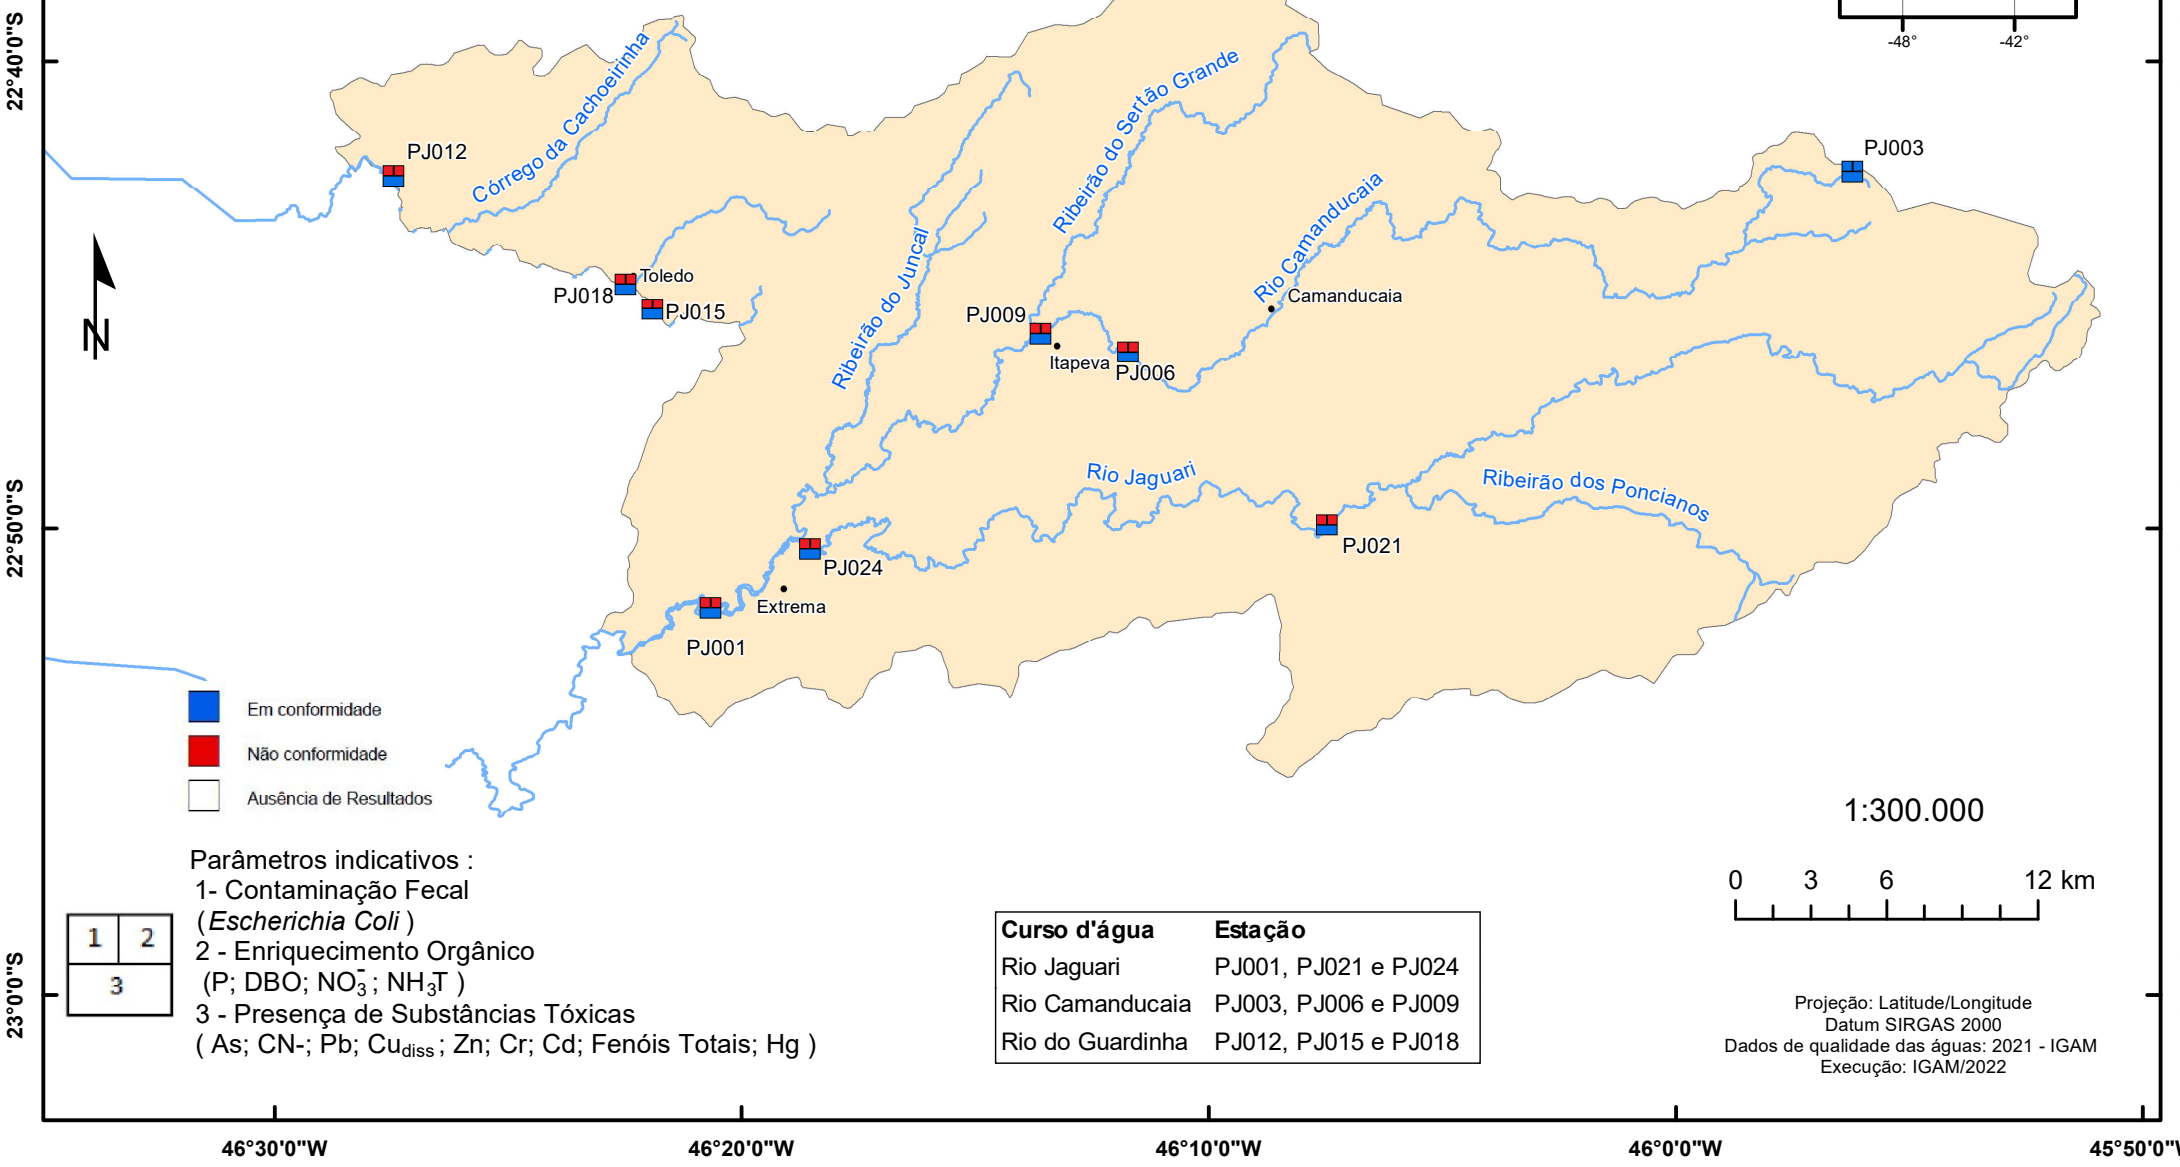 22°40'0"S
-48°
-42°
Córrego da Cachoeirinha
Ribeirão do Sertão Grande
PJ012
PJ003
Rio Camanducaia
Ribeirão do Juncal
Toledo
PJ018
PJ015
Camanducaia
PJ009
Itapeva
PJ006
N
22°50'0"S
Rio Jaguari
Ribeirão dos Poncianos
PJ021
PJ024
Extrema
PJ001
Em conformidade
Não conformidade
Ausência de Resultados
1:300.000
Parâmetros indicativos :
1- Contaminação Fecal
(Escherichia Coli )
2 - Enriquecimento Orgânico
(P; DBO; NO₃⁻; NH₃T )
3 - Presença de Substâncias Tóxicas
( As; CN-; Pb; Cudiss; Zn; Cr; Cd; Fenóis Totais; Hg )
1 2
3
0 3 6 12 km
Curso d'água Estação
Rio Jaguari PJ001, PJ021 e PJ024
Rio Camanducaia PJ003, PJ006 e PJ009
Rio do Guardinha PJ012, PJ015 e PJ018
Projeção: Latitude/Longitude
Datum SIRGAS 2000
Dados de qualidade das águas: 2021 - IGAM
Execução: IGAM/2022
23°0'0"S
46°30'0"W 46°20'0"W 46°10'0"W 46°0'0"W 45°50'0"W